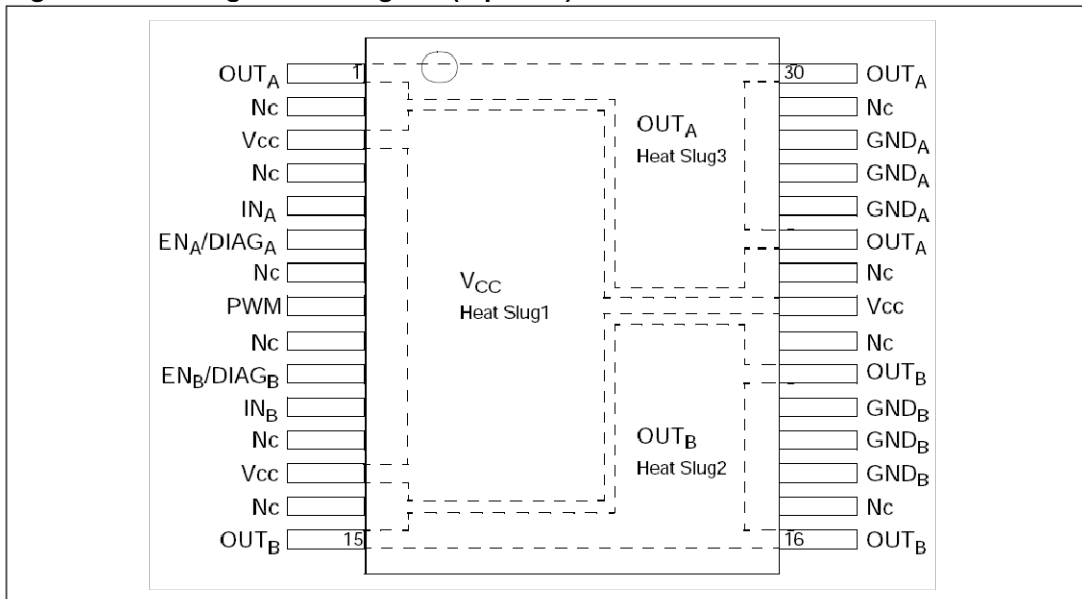 OUTA 1 30 OUTA
Nc Nc
Vcc GNDA
Nc GNDA
INA GNDA
ENA/DIAGA OUTA
Nc Nc
PWM Vcc
Nc Nc
ENB/DIAGB OUTB
INB GNDB
Nc GNDB
Vcc GNDB
Nc Nc
OUTB 15 16 OUTB
OUTA
Heat Slug3
VCC
Heat Slug1
OUTB
Heat Slug2